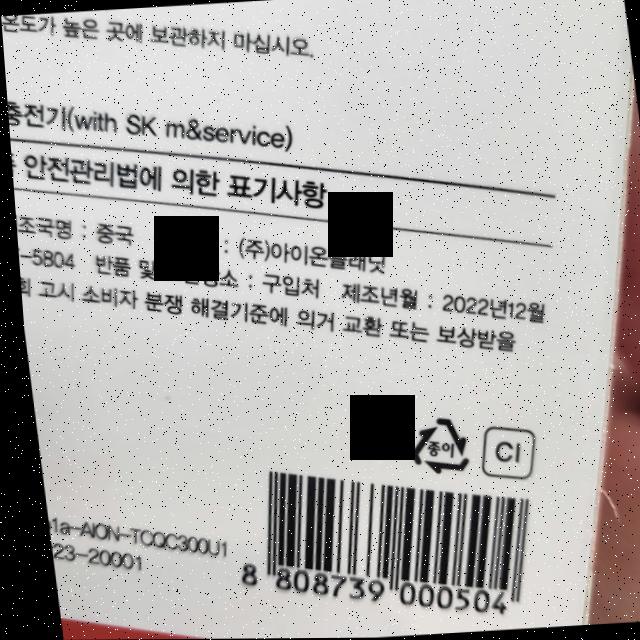 온도가 높은 곳에 보관하지 마십시오.
충전기(with SK m&service)
안전관리법에 의한 표기사항
조국명 : 중국 : (주)아이온플래닛
-5804 반품 및 소 : 구입처 제조년월 : 2022년12월
고시 소비자 분쟁 해결기준에 의거 교환 또는 보상받을
종이 CI
1a-AION-TCQC300U1
23-20001
8 808739 000504